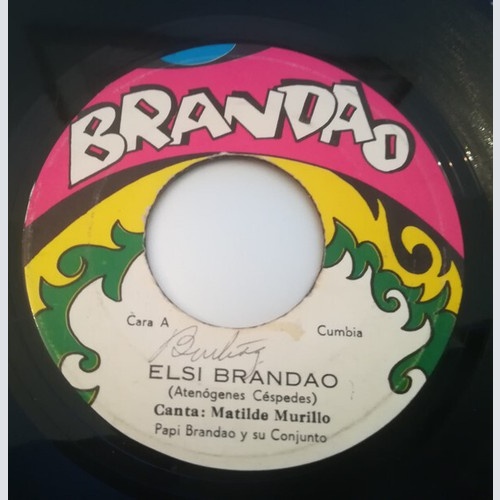 BRANDAO
Cara A
Cumbia
ELSI BRANDAO
(Atenógenes Céspedes)
Canta: Matilde Murillo
Papi Brandao y su Conjunto